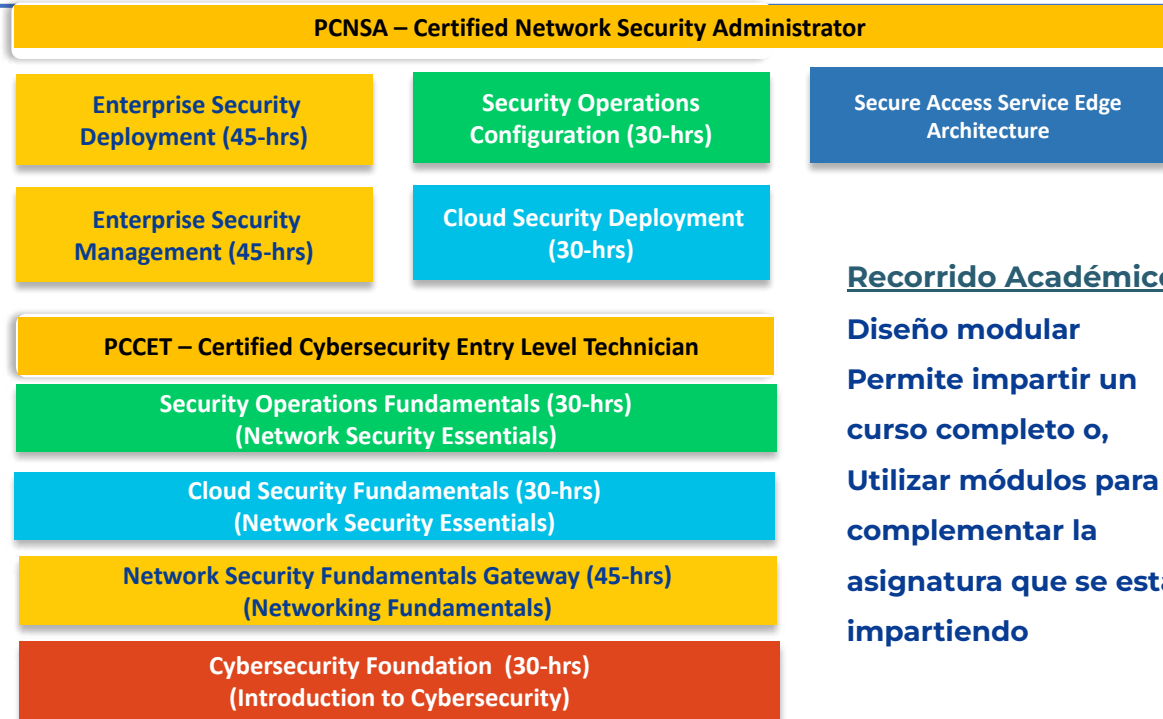 PCNSA – Certified Network Security Administrator
Enterprise Security
Deployment (45-hrs)
Security Operations
Configuration (30-hrs)
Secure Access Service Edge
Architecture
Enterprise Security
Management (45-hrs)
Cloud Security Deployment
(30-hrs)
PCCET – Certified Cybersecurity Entry Level Technician
Security Operations Fundamentals (30-hrs)
(Network Security Essentials)
Cloud Security Fundamentals (30-hrs)
(Network Security Essentials)
Network Security Fundamentals Gateway (45-hrs)
(Networking Fundamentals)
Cybersecurity Foundation (30-hrs)
(Introduction to Cybersecurity)
Recorrido Académico
Diseño modular
Permite impartir un
curso completo o,
Utilizar módulos para
complementar la
asignatura que se está
impartiendo